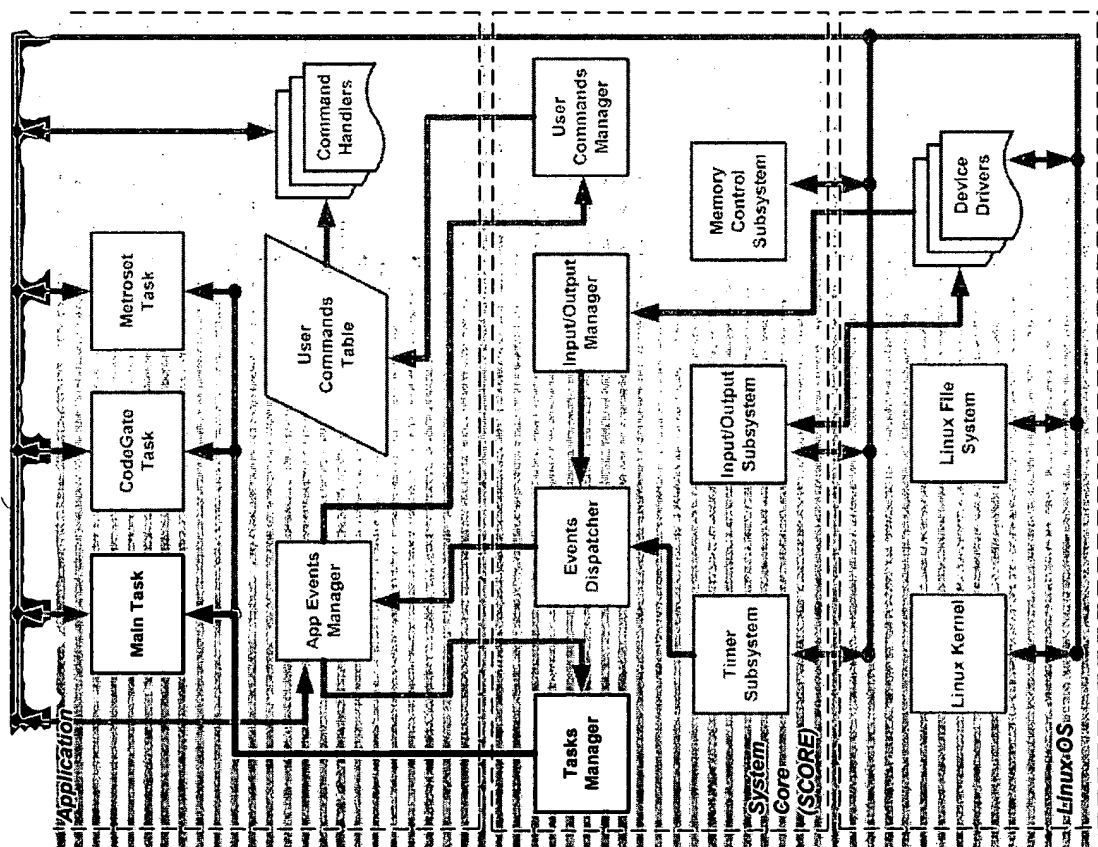 Application
Main Task
CodeGate
Task
Metroset
Task
App Events
Manager
User
Commands
Table
Command
Handlers
Tasks
Manager
Events
Dispatcher
Input/Output
Manager
User
Commands
Manager
Timer
Subsystem
Input/Output
Subsystem
Memory
Control
Subsystem
System
Core
(SCORE)
Linux Kernel
Linux File
System
Device
Drivers
Linux OS